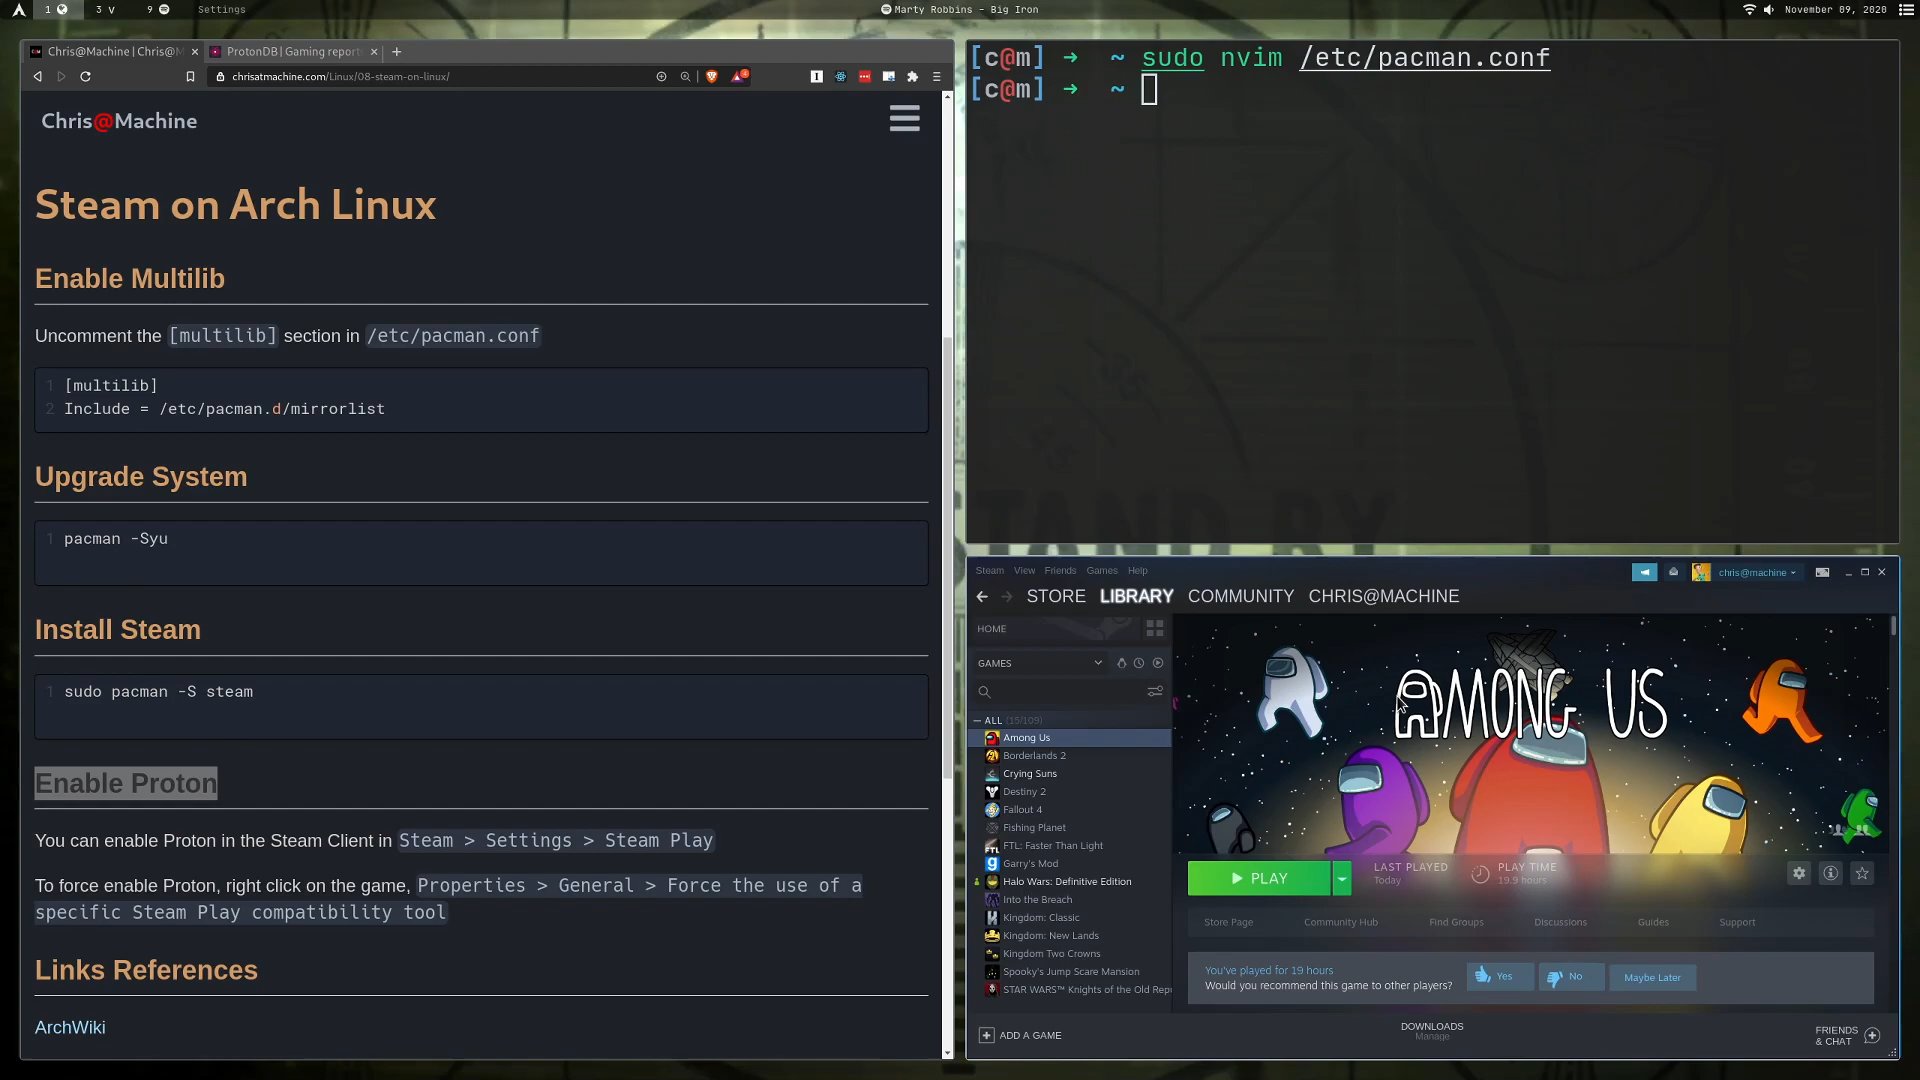 1
3 v
9
Settings
Marty Robbins - Big Iron
November 09, 2020
Chris@Machine | Chris@M
ProtonDB | Gaming report
chrisatmachine.com/Linux/08-steam-on-linux/
Chris@Machine
Steam on Arch Linux
Enable Multilib
Uncomment the [multilib] section in /etc/pacman.conf
1 [multilib]
2 Include = /etc/pacman.d/mirrorlist
Upgrade System
1 pacman -Syu
Install Steam
1 sudo pacman -S steam
Enable Proton
You can enable Proton in the Steam Client in Steam > Settings > Steam Play
To force enable Proton, right click on the game, Properties > General > Force the use of a
specific Steam Play compatibility tool
Links References
ArchWiki
[c@m] → ~ sudo nvim /etc/pacman.conf
[c@m] → ~
STAND BY
Steam View Friends Games Help
chris@machine
STORE LIBRARY COMMUNITY CHRIS@MACHINE
HOME
GAMES
— ALL (15/109)
Among Us
Borderlands 2
Crying Suns
Destiny 2
Fallout 4
Fishing Planet
FTL: Faster Than Light
Garry's Mod
Halo Wars: Definitive Edition
Into the Breach
Kingdom: Classic
Kingdom: New Lands
Kingdom Two Crowns
Spooky's Jump Scare Mansion
STAR WARS™ Knights of the Old Repu
AMONG US
PLAY
LAST PLAYED
Today
PLAY TIME
19.9 hours
Store Page Community Hub Find Groups Discussions Guides Support
You've played for 19 hours
Would you recommend this game to other players?
Yes
No
Maybe Later
ADD A GAME
DOWNLOADS
Manage
FRIENDS
& CHAT